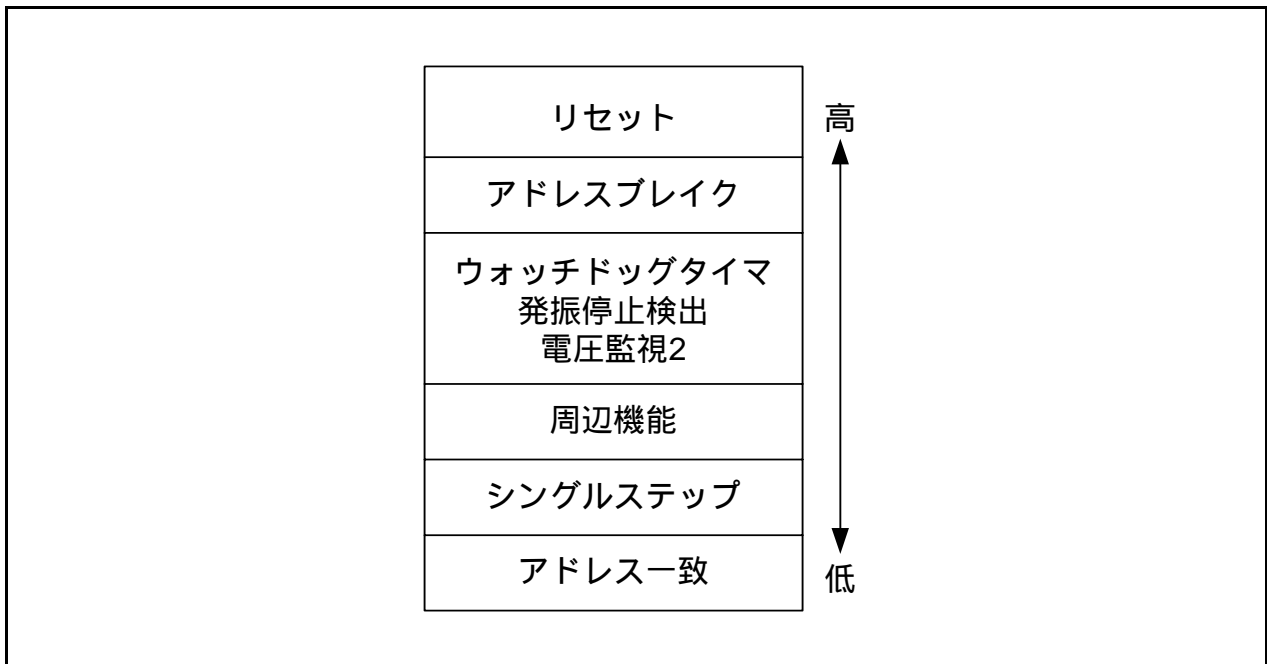 リセット
高
アドレスブレイク
ウォッチドッグタイマ
発振停止検出
電圧監視2
周辺機能
シングルステップ
アドレス一致
低